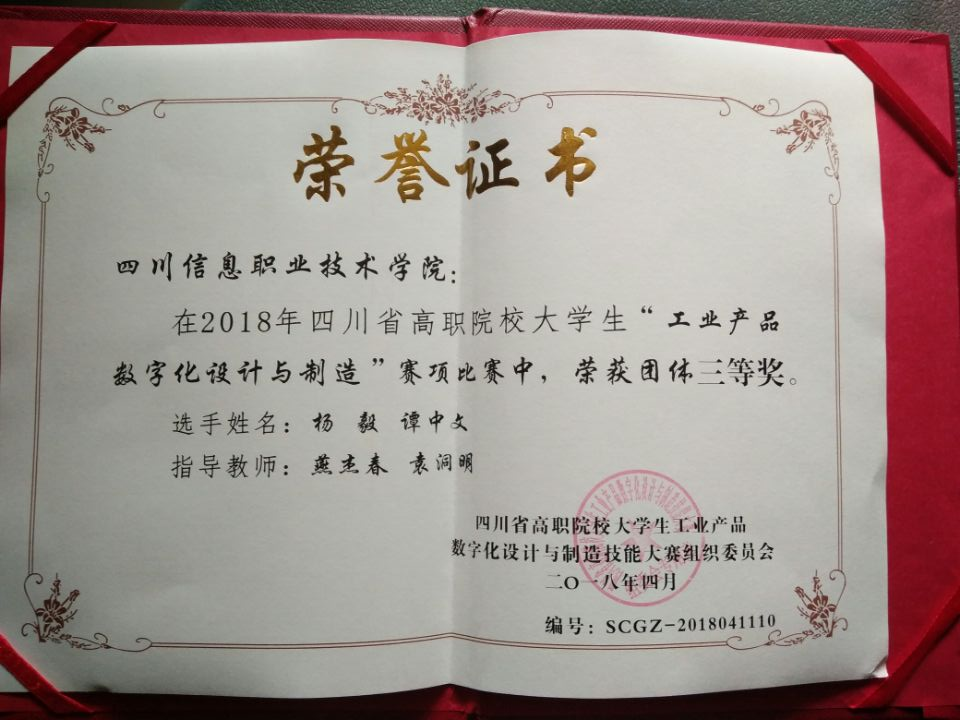 荣誉证书
四川信息职业技术学院：
在2018年四川省高职院校大学生“工业产品
数字化设计与制造”赛项比赛中，荣获团体三等奖。
选手姓名：杨 毅 谭中文
指导教师：燕杰春 袁洞明
四川省高职院校大学生工业产品
数字化设计与制造技能大赛组织委员会
二〇一八年四月
编号：SCGZ-2018041110